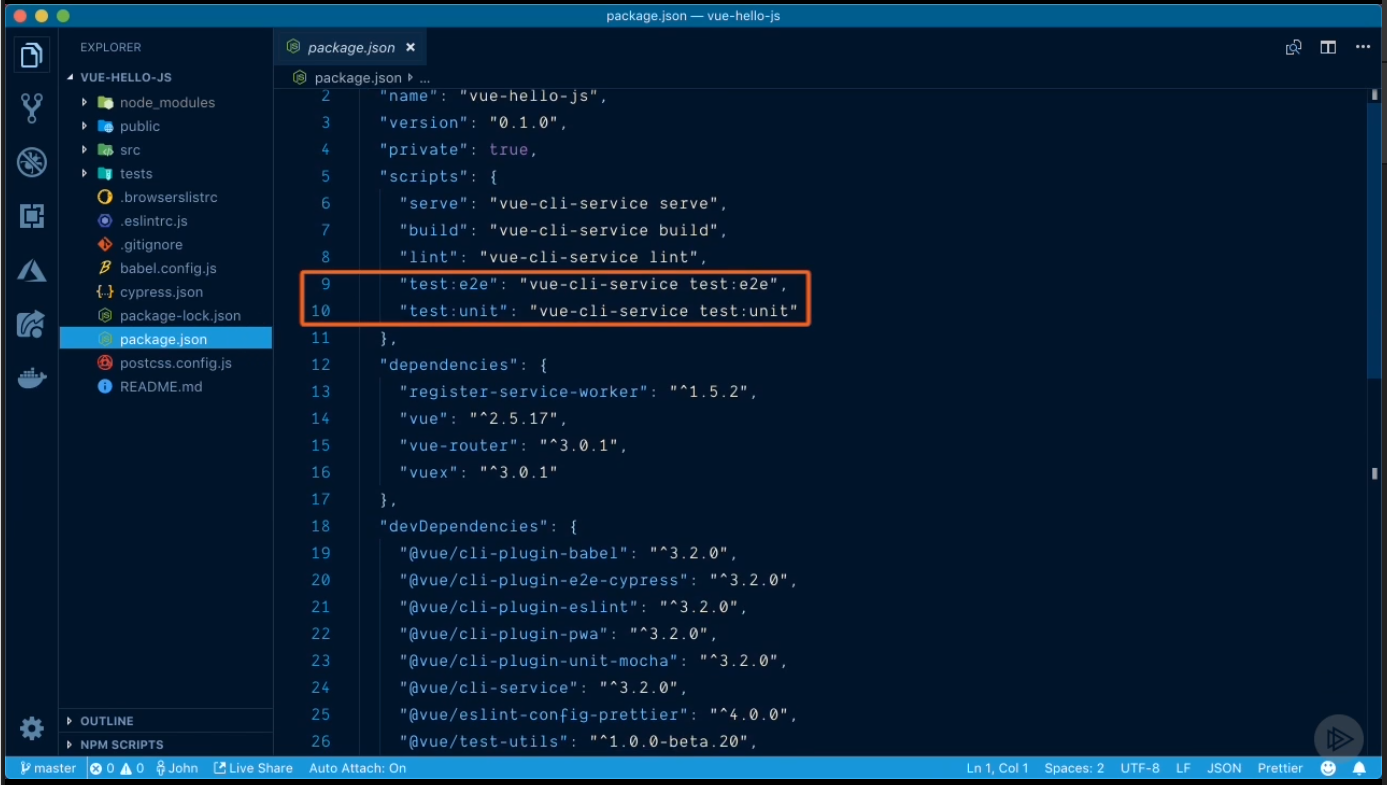 package.json — vue-hello-js
EXPLORER
VUE-HELLO-JS
node_modules
public
src
tests
.browserslistrc
.eslintrc.js
.gitignore
babel.config.js
cypress.json
package-lock.json
package.json
postcss.config.js
README.md
OUTLINE
NPM SCRIPTS
package.json ×
package.json ▸ ...
2 "name": "vue-hello-js",
3 "version": "0.1.0",
4 "private": true,
5 "scripts": {
6 "serve": "vue-cli-service serve",
7 "build": "vue-cli-service build",
8 "lint": "vue-cli-service lint",
9 "test:e2e": "vue-cli-service test:e2e",
10 "test:unit": "vue-cli-service test:unit"
11 },
12 "dependencies": {
13 "register-service-worker": "^1.5.2",
14 "vue": "^2.5.17",
15 "vue-router": "^3.0.1",
16 "vuex": "^3.0.1"
17 },
18 "devDependencies": {
19 "@vue/cli-plugin-babel": "^3.2.0",
20 "@vue/cli-plugin-e2e-cypress": "^3.2.0",
21 "@vue/cli-plugin-eslint": "^3.2.0",
22 "@vue/cli-plugin-pwa": "^3.2.0",
23 "@vue/cli-plugin-unit-mocha": "^3.2.0",
24 "@vue/cli-service": "^3.2.0",
25 "@vue/eslint-config-prettier": "^4.0.0",
26 "@vue/test-utils": "^1.0.0-beta.20",
master 0 0 John Live Share Auto Attach: On Ln 1, Col 1 Spaces: 2 UTF-8 LF JSON Prettier